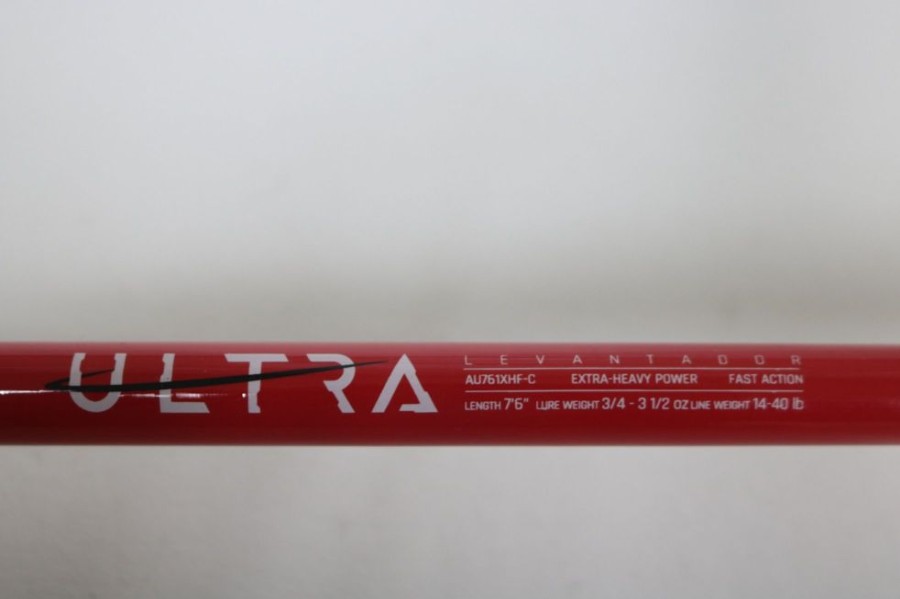 ULTRA
LEVANTADOR
AU761XHF-C EXTRA-HEAVY POWER FAST ACTION
LENGTH 7'6" LURE WEIGHT 3/4 - 3 1/2 OZ LINE WEIGHT 14-40 lb